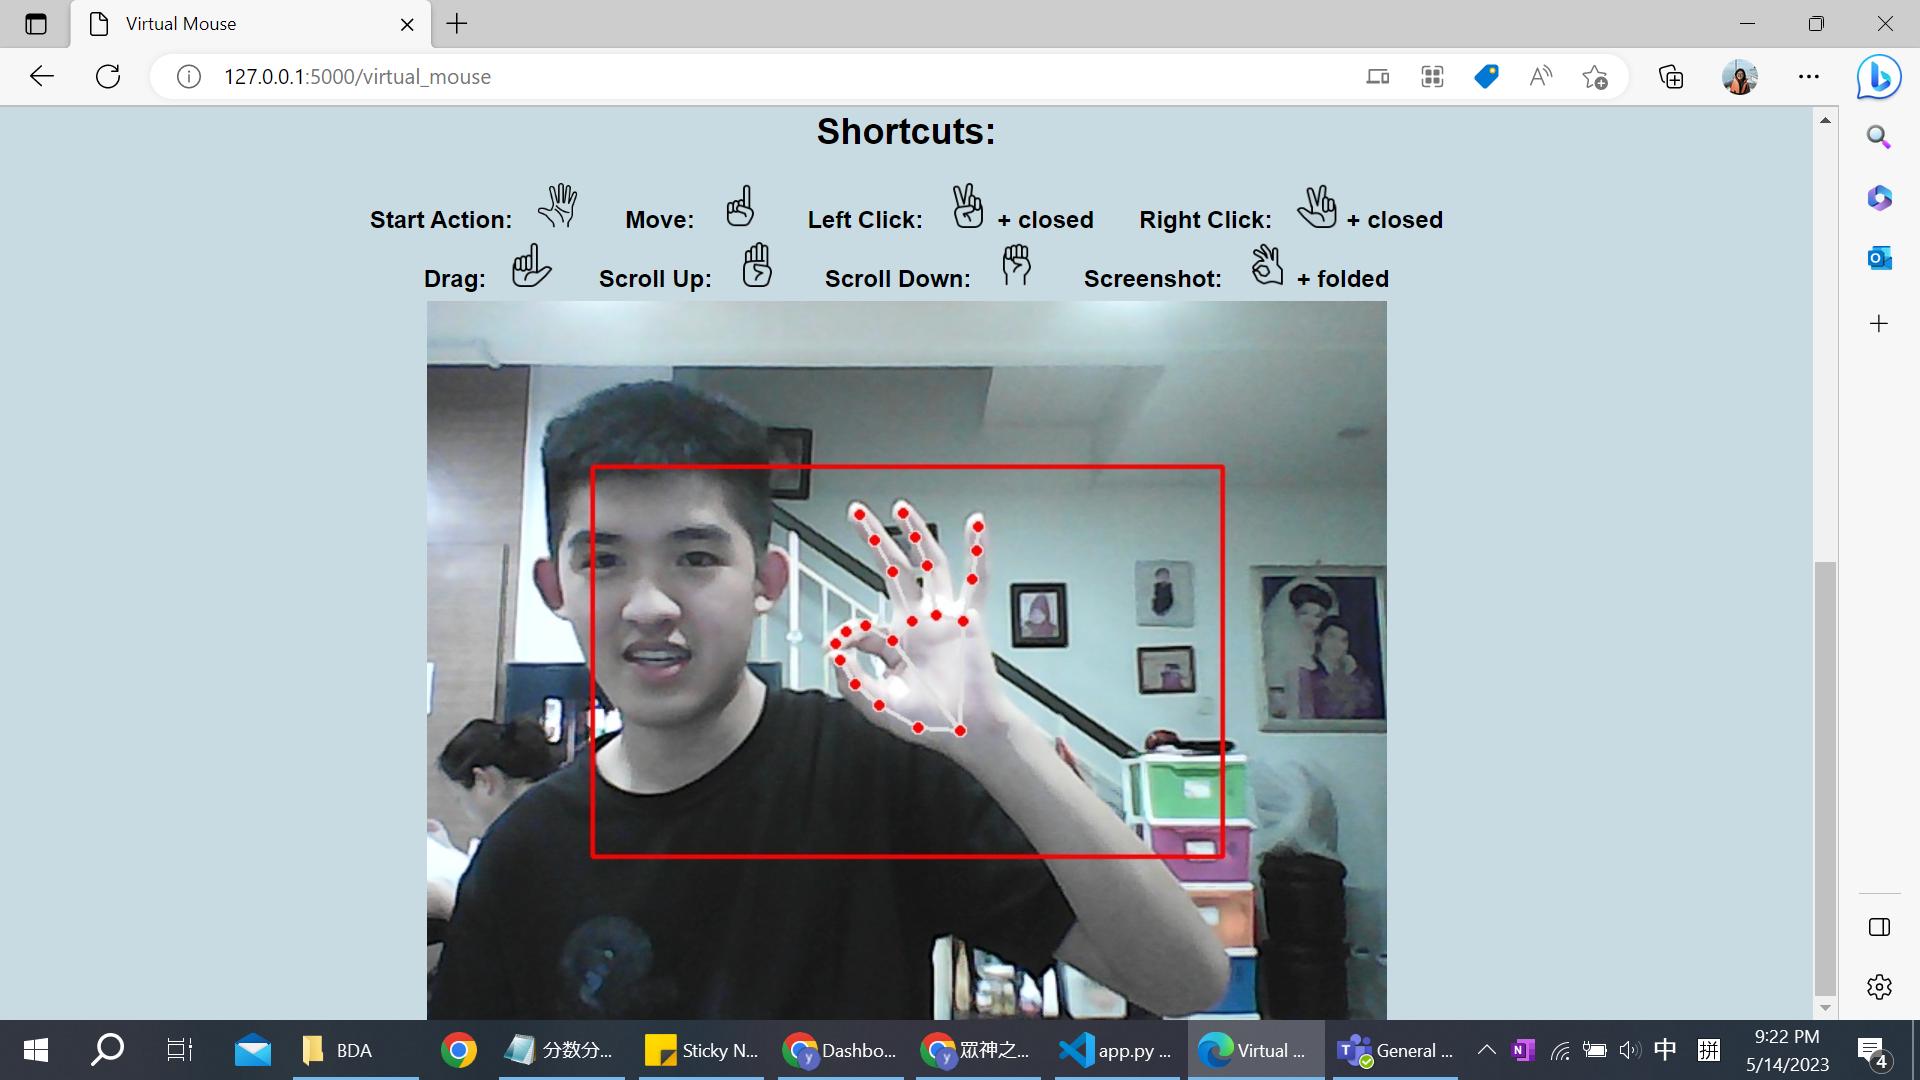 Virtual Mouse
127.0.0.1:5000/virtual_mouse
Shortcuts:
Start Action: Move: Left Click: + closed Right Click: + closed
Drag: Scroll Up: Scroll Down: Screenshot: + folded
BDA 分数分... Sticky N... Dashbo... 眾神之... app.py ... Virtual ... General ... 中 拼 9:22 PM
5/14/2023 4